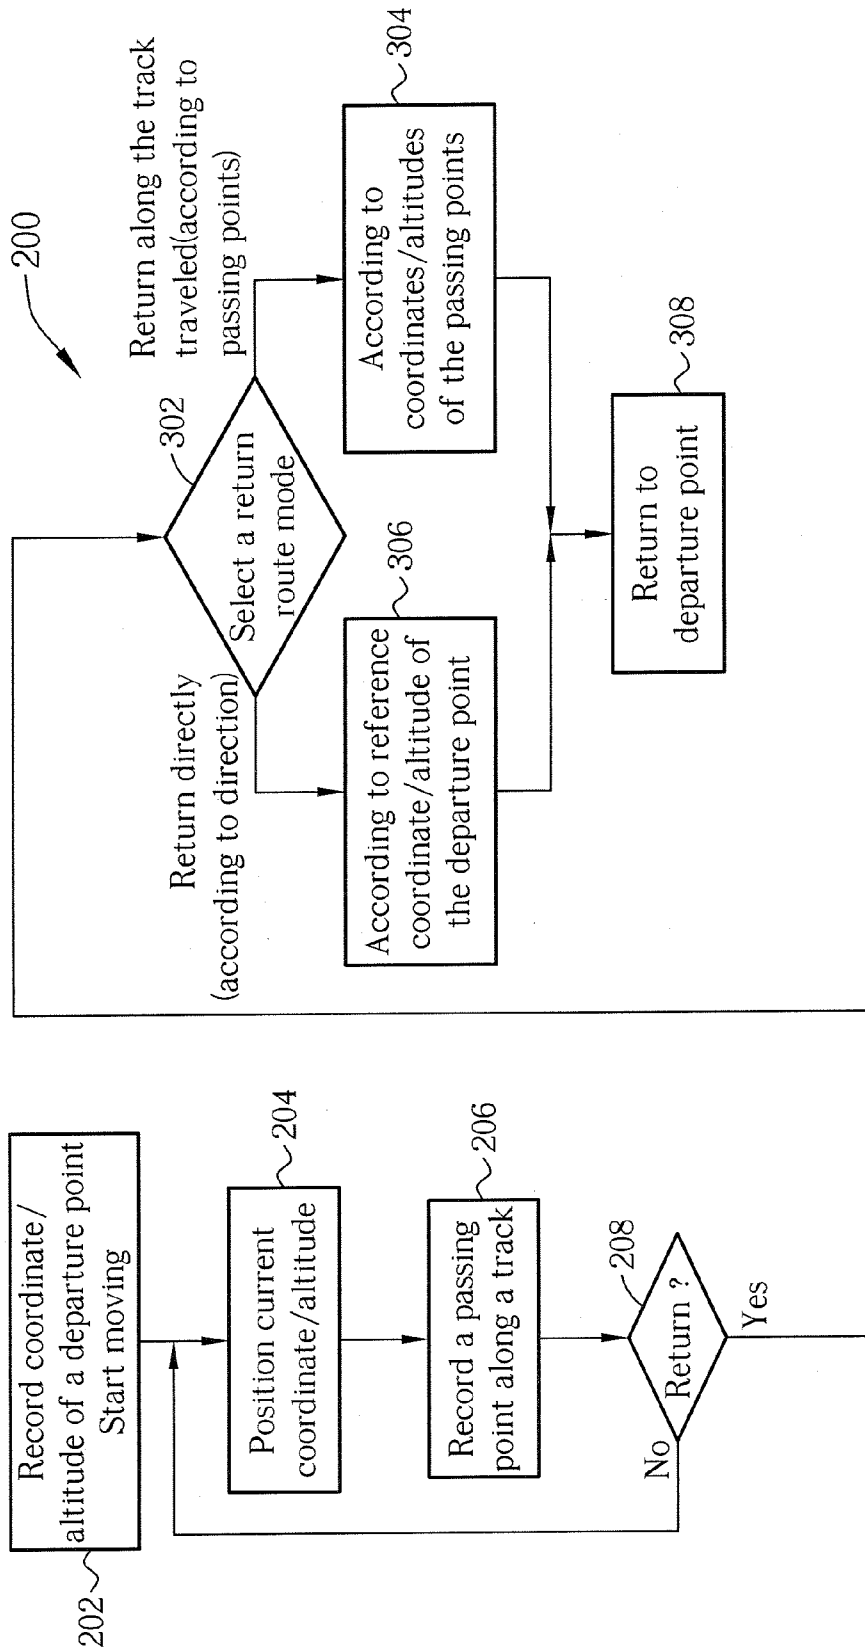 200
Record coordinate/
altitude of a departure point
Start moving
202
Position current
coordinate/altitude
204
Record a passing
point along a track
206
Return ?
208
No
Yes
Select a return
route mode
302
Return directly
(according to direction)
Return along the track
traveled(according to
passing points)
According to reference
coordinate/altitude of
the departure point
306
According to
coordinates/altitudes
of the passing points
304
Return to
departure point
308